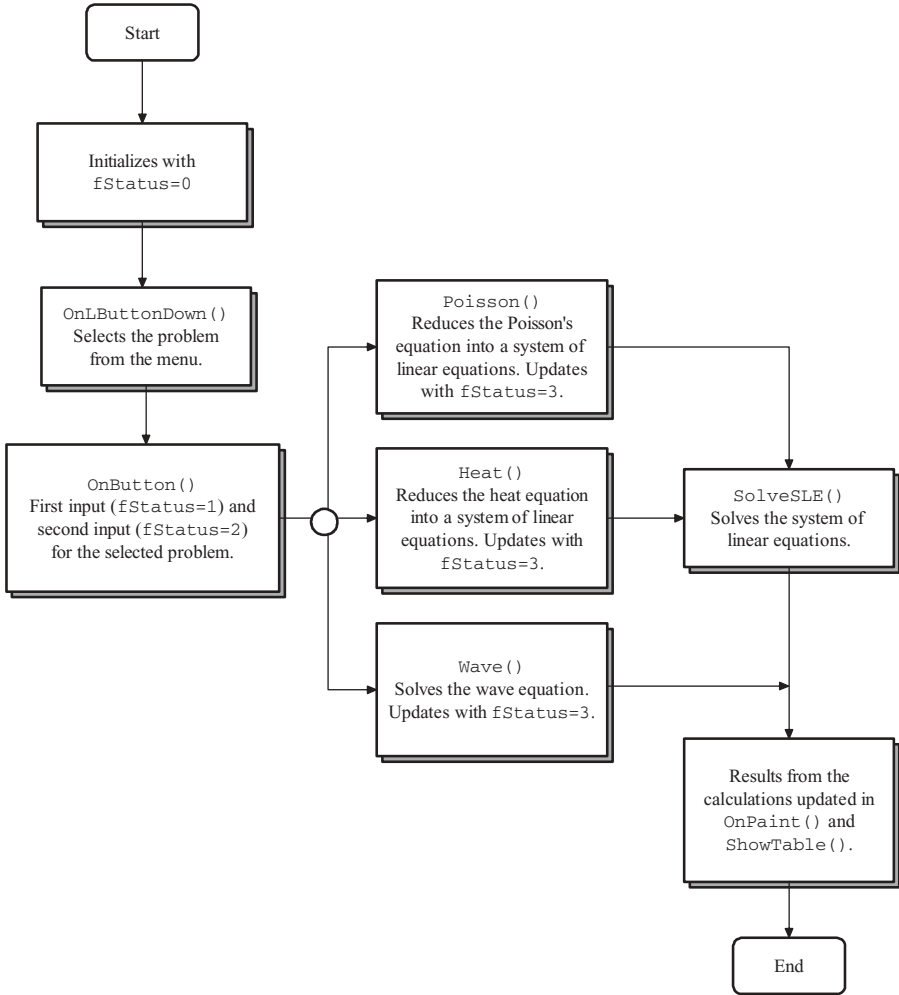 Start
Initializes with
fStatus=0
OnLButtonDown()
Selects the problem
from the menu.
OnButton()
First input (fStatus=1) and
second input (fStatus=2)
for the selected problem.
Poisson()
Reduces the Poisson's
equation into a system of
linear equations. Updates
with fStatus=3.
Heat()
Reduces the heat equation
into a system of linear
equations. Updates with
fStatus=3.
Wave()
Solves the wave equation.
Updates with fStatus=3.
SolveSLE()
Solves the system of
linear equations.
Results from the
calculations updated in
OnPaint() and
ShowTable().
End